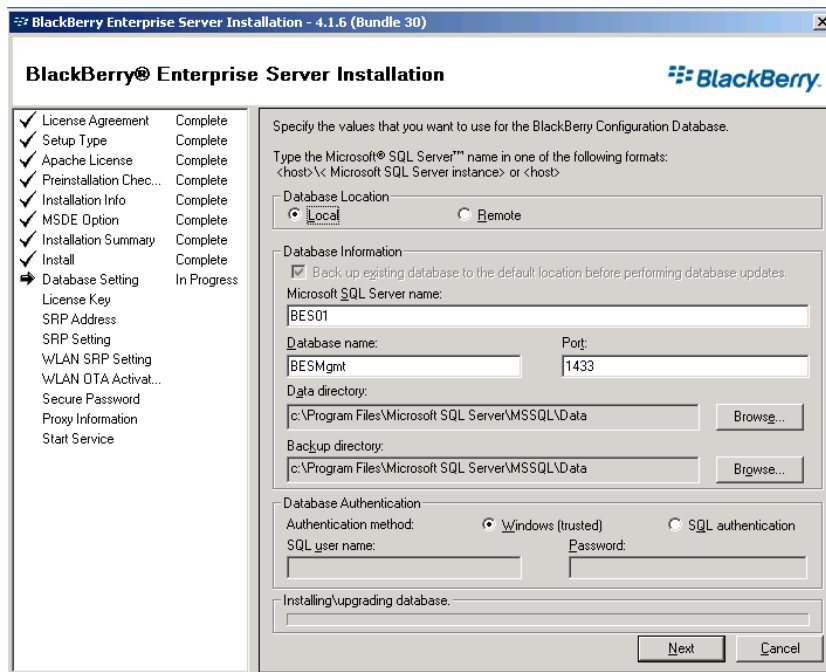 BlackBerry Enterprise Server Installation - 4.1.6 (Bundle 30)
BlackBerry® Enterprise Server Installation
BlackBerry.
License Agreement Complete
Setup Type Complete
Apache License Complete
Preinstallation Chec... Complete
Installation Info Complete
MSDE Option Complete
Installation Summary Complete
Install Complete
Database Setting In Progress
License Key
SRP Address
SRP Setting
WLAN SRP Setting
WLAN OTA Activat...
Secure Password
Proxy Information
Start Service
Specify the values that you want to use for the BlackBerry Configuration Database.
Type the Microsoft® SQL Server™ name in one of the following formats:
<host>\< Microsoft SQL Server instance> or <host>
Database Location
Local Remote
Database Information
Back up existing database to the default location before performing database updates.
Microsoft SQL Server name:
BES01
Database name: Port:
BESMgmt 1433
Data directory:
c:\Program Files\Microsoft SQL Server\MSSQL\Data Browse...
Backup directory:
c:\Program Files\Microsoft SQL Server\MSSQL\Data Browse...
Database Authentication
Authentication method: Windows (trusted) SQL authentication
SQL user name: Password:
Installing\upgrading database.
Next Cancel